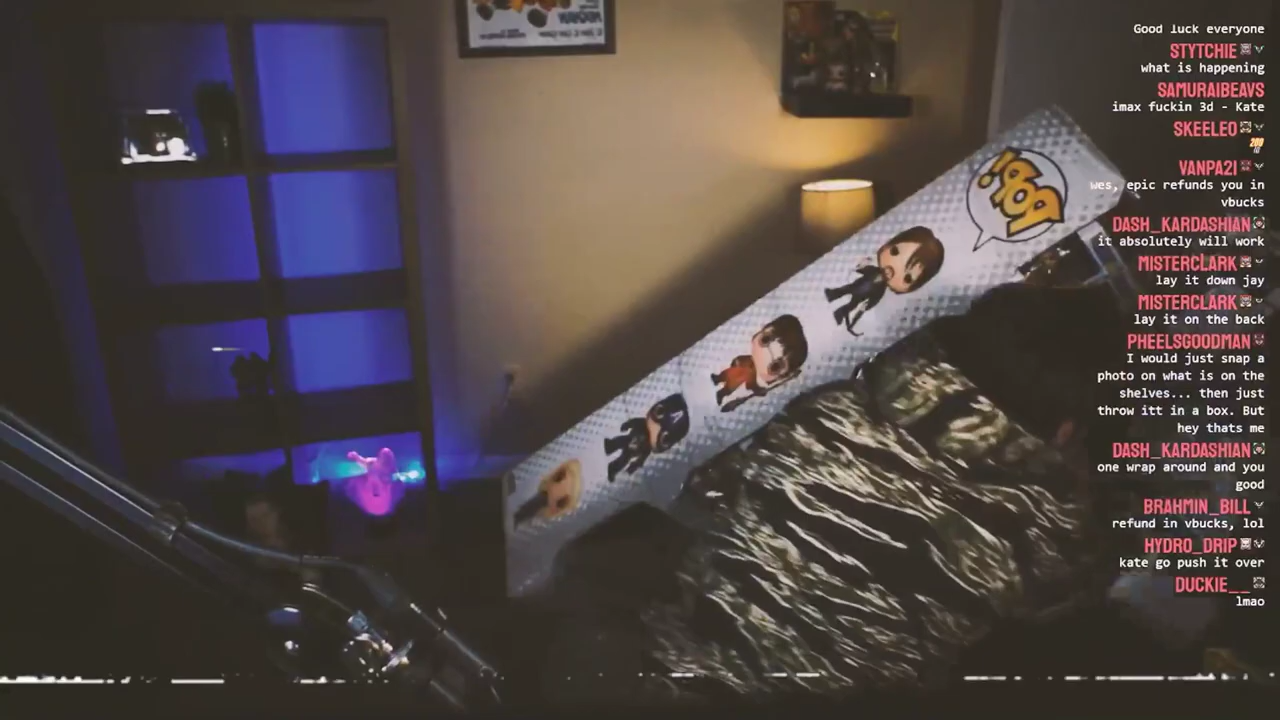 POP!
Good luck everyone
STYTCHIE
what is happening
SAMURAIBEAVS
imax fuckin 3d - Kate
SKEELEO
200
VANPA21
wes, epic refunds you in
vbucks
DASH_KARDASHIAN
it absolutely will work
MISTERCLARK
lay it down jay
MISTERCLARK
lay it on the back
PHEELSGOODMAN
I would just snap a
photo on what is on the
shelves... then just
throw itt in a box. But
hey thats me
DASH_KARDASHIAN
one wrap around and you
good
BRAHMIN_BILL
refund in vbucks, lol
HYDRO_DRIP
kate go push it over
DUCKIE__
lmao